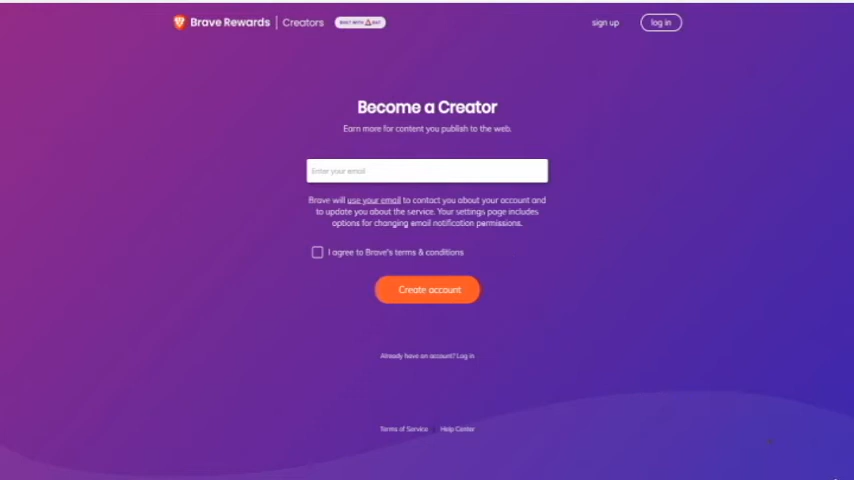 Brave Rewards | Creators BUILT WITH BAT sign up log in
Become a Creator
Earn more for content you publish to the web.
Enter your email
Brave will use your email to contact you about your account and
to update you about the service. Your settings page includes
options for changing email notification permissions.
I agree to Brave's terms & conditions
Create account
Already have an account? Log in
Terms of Service | Help Center